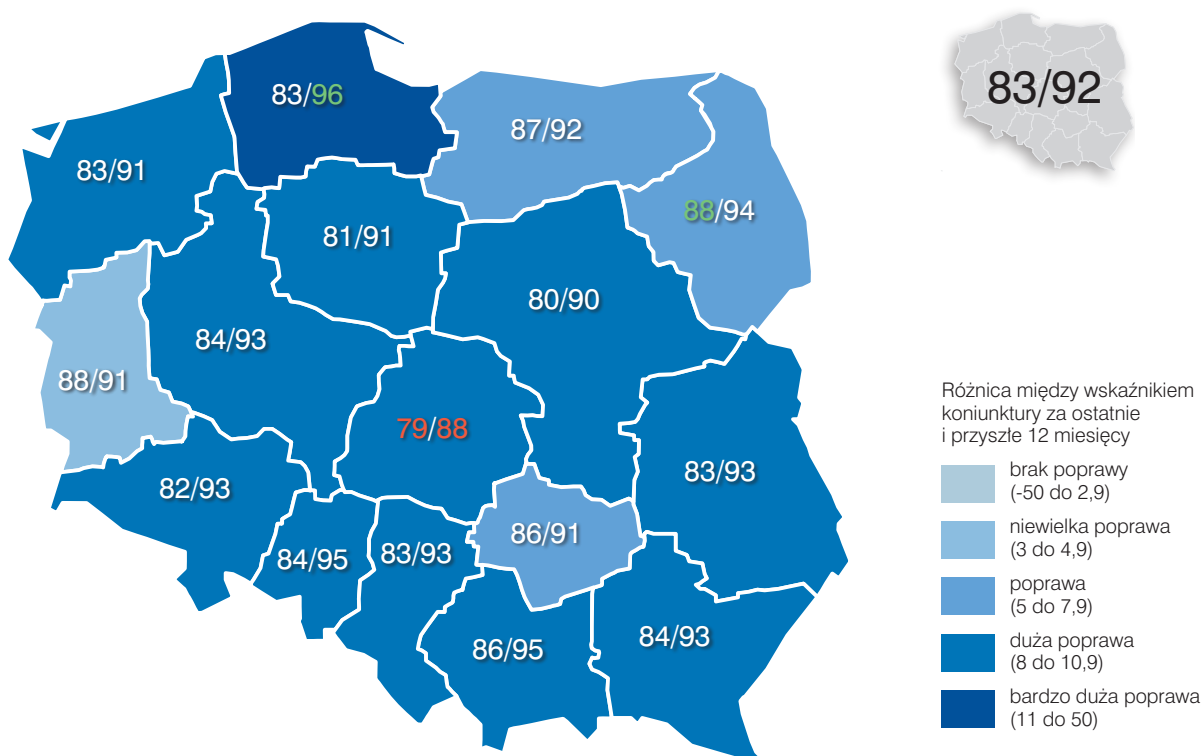 83/96
83/92
87/92
83/91
88/94
81/91
80/90
84/93
88/91
79/88
83/93
82/93
86/91
84/95
83/93
86/95
84/93
Różnica między wskaźnikiem
koniunktury za ostatnie
i przyszłe 12 miesięcy
brak poprawy
(-50 do 2,9)
niewielka poprawa
(3 do 4,9)
poprawa
(5 do 7,9)
duża poprawa
(8 do 10,9)
bardzo duża poprawa
(11 do 50)